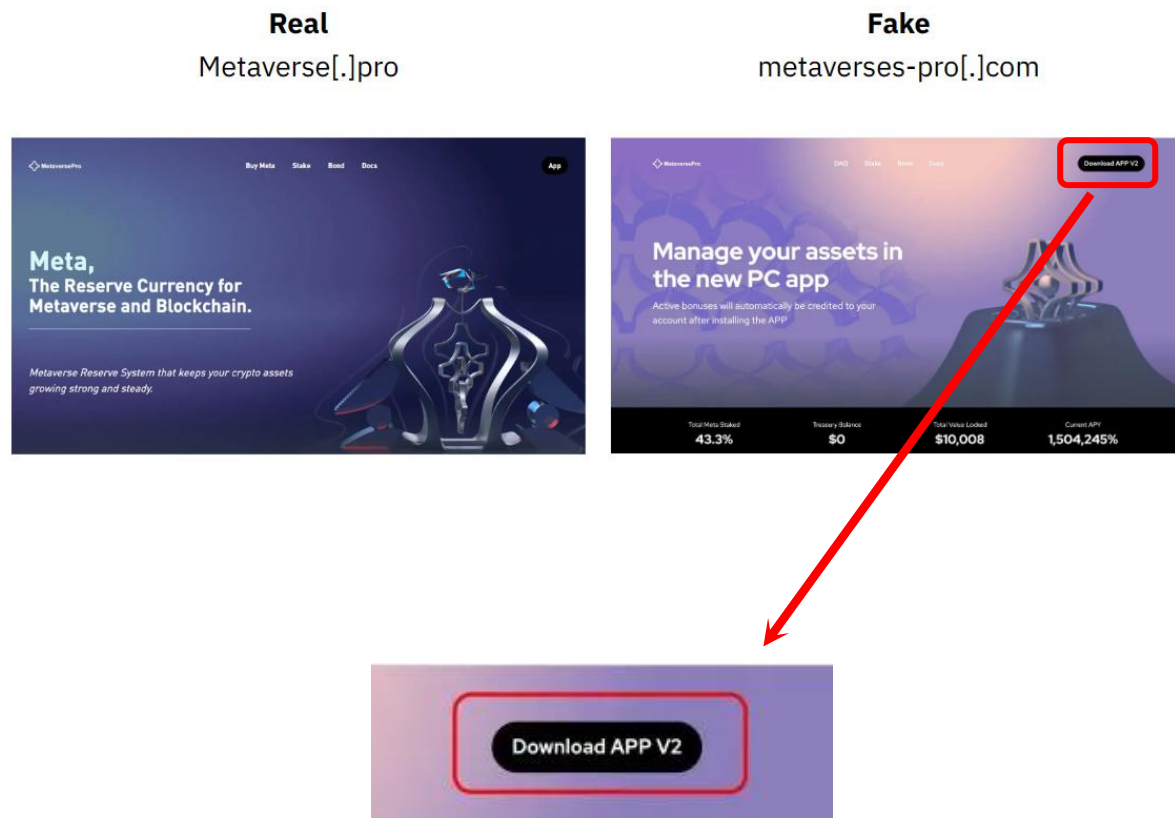 Real
Metaverse[.]pro
Fake
metaverses-pro[.]com
MetaversePro
Buy Meta Stake Bond Docs
App
Meta,
The Reserve Currency for
Metaverse and Blockchain.
Metaverse Reserve System that keeps your crypto assets
growing strong and steady.
MetaversePro
DAO Stake Bond Docs
Download APP V2
Manage your assets in
the new PC app
Active bonuses will automatically be credited to your
account after installing the APP
Total Meta Staked
43.3%
Treasury Balance
$0
Total Value Locked
$10,008
Current APY
1,504,245%
Download APP V2